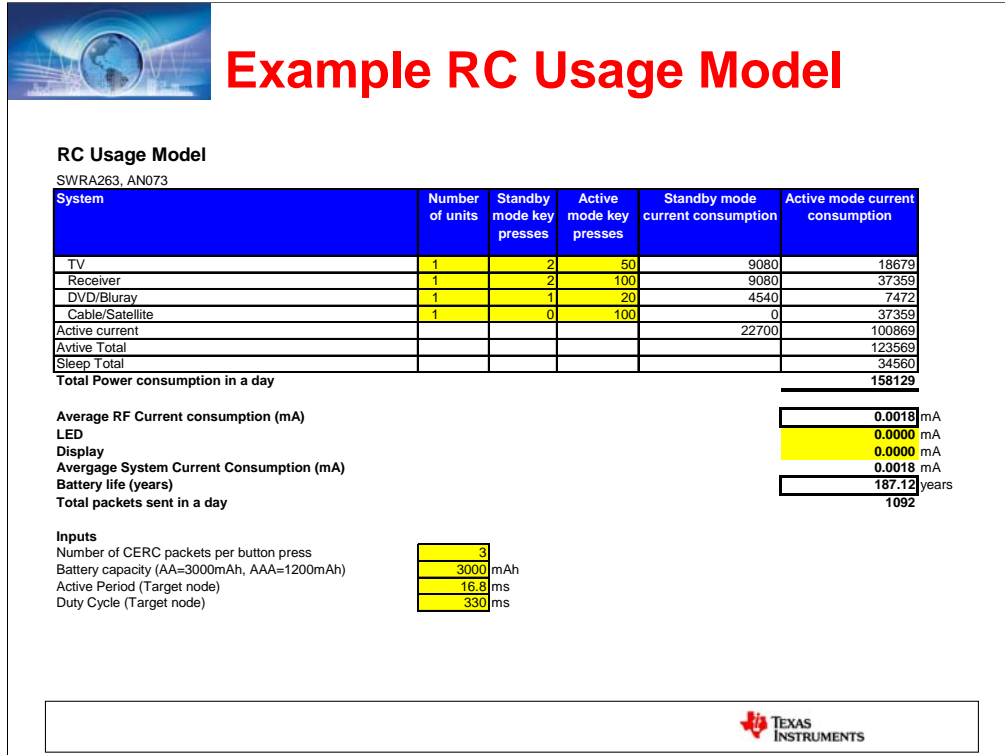 Example RC Usage Model
RC Usage Model
SWRA263, AN073
System Number of units Standby mode key presses Active mode key presses Standby mode current consumption Active mode current consumption
TV 1 2 50 9080 18679
Receiver 1 2 100 9080 37359
DVD/Bluray 1 1 20 4540 7472
Cable/Satellite 1 0 100 0 37359
Active current 22700 100869
Avtive Total 123569
Sleep Total 34560
Total Power consumption in a day 158129
Average RF Current consumption (mA) 0.0018 mA
LED 0.0000 mA
Display 0.0000 mA
Avergage System Current Consumption (mA) 0.0018 mA
Battery life (years) 187.12 years
Total packets sent in a day 1092
Inputs
Number of CERC packets per button press 3
Battery capacity (AA=3000mAh, AAA=1200mAh) 3000 mAh
Active Period (Target node) 16.8 ms
Duty Cycle (Target node) 330 ms
TEXAS
INSTRUMENTS